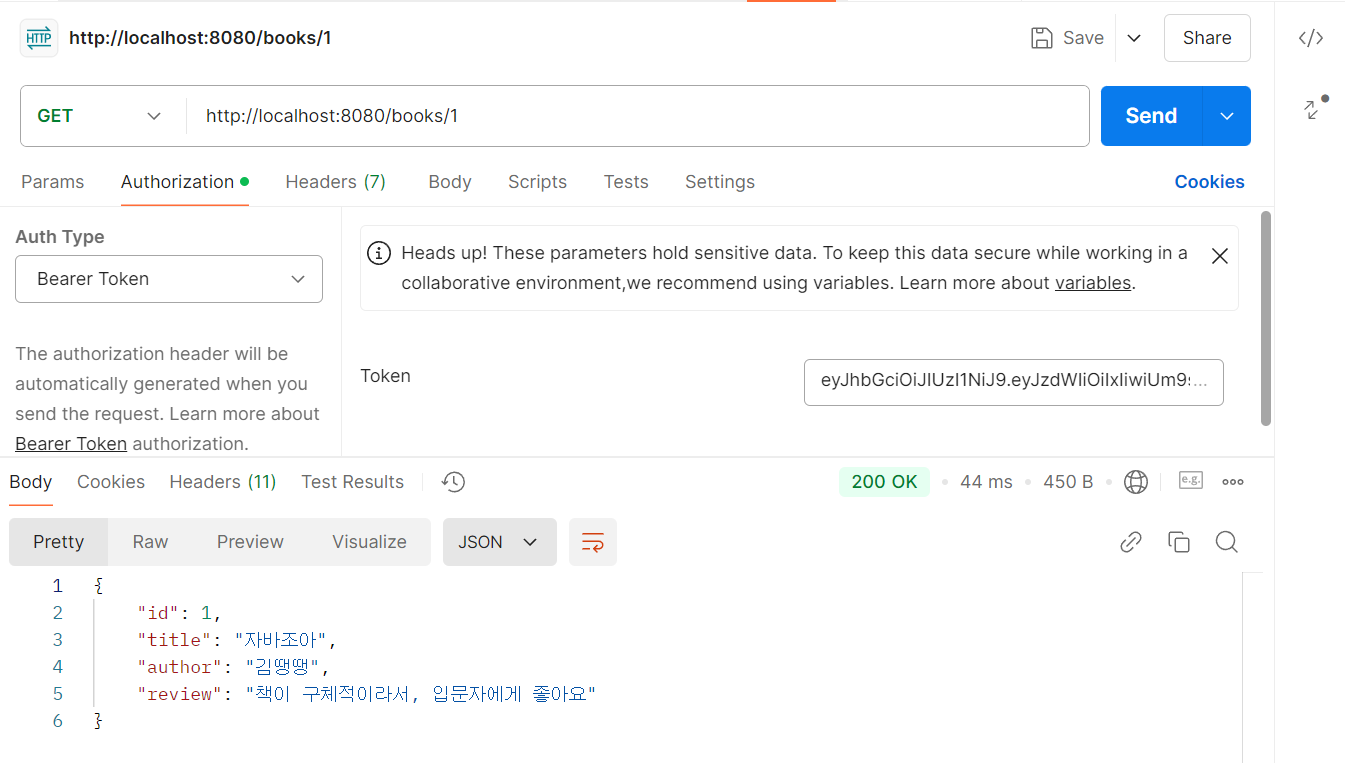 HTTP http://localhost:8080/books/1 Save Share
GET http://localhost:8080/books/1 Send
Params Authorization Headers (7) Body Scripts Tests Settings Cookies
Auth Type
Bearer Token
The authorization header will be
automatically generated when you
send the request. Learn more about
Bearer Token authorization.
Heads up! These parameters hold sensitive data. To keep this data secure while working in a
collaborative environment,we recommend using variables. Learn more about variables.
Token eyJhbGciOiJIUzI1NiJ9.eyJzdWIiOiIxIiwiUm9s...
Body Cookies Headers (11) Test Results 200 OK 44 ms 450 B e.g.
Pretty Raw Preview Visualize JSON
1 {
2 "id": 1,
3 "title": "자바조아",
4 "author": "김땡땡",
5 "review": "책이 구체적이라서, 입문자에게 좋아요"
6 }